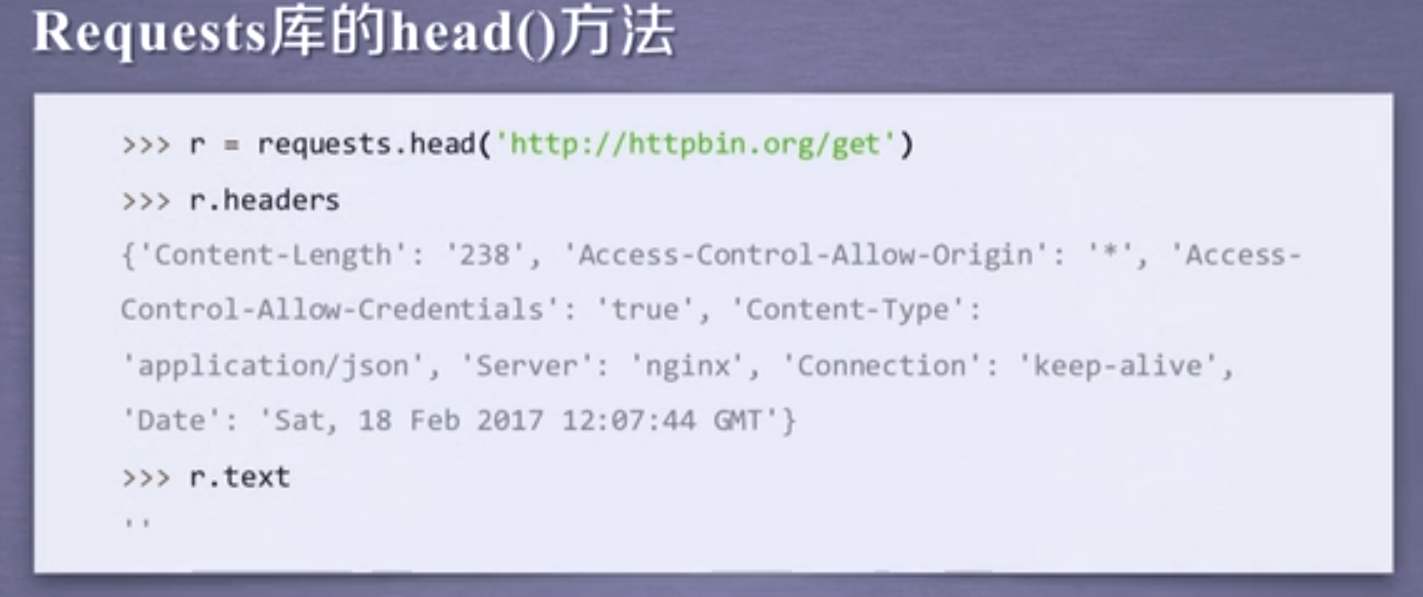 Requests库的head()方法
>>> r = requests.head('http://httpbin.org/get')
>>> r.headers
{'Content-Length': '238', 'Access-Control-Allow-Origin': '*', 'Access-
Control-Allow-Credentials': 'true', 'Content-Type':
'application/json', 'Server': 'nginx', 'Connection': 'keep-alive',
'Date': 'Sat, 18 Feb 2017 12:07:44 GMT'}
>>> r.text
''